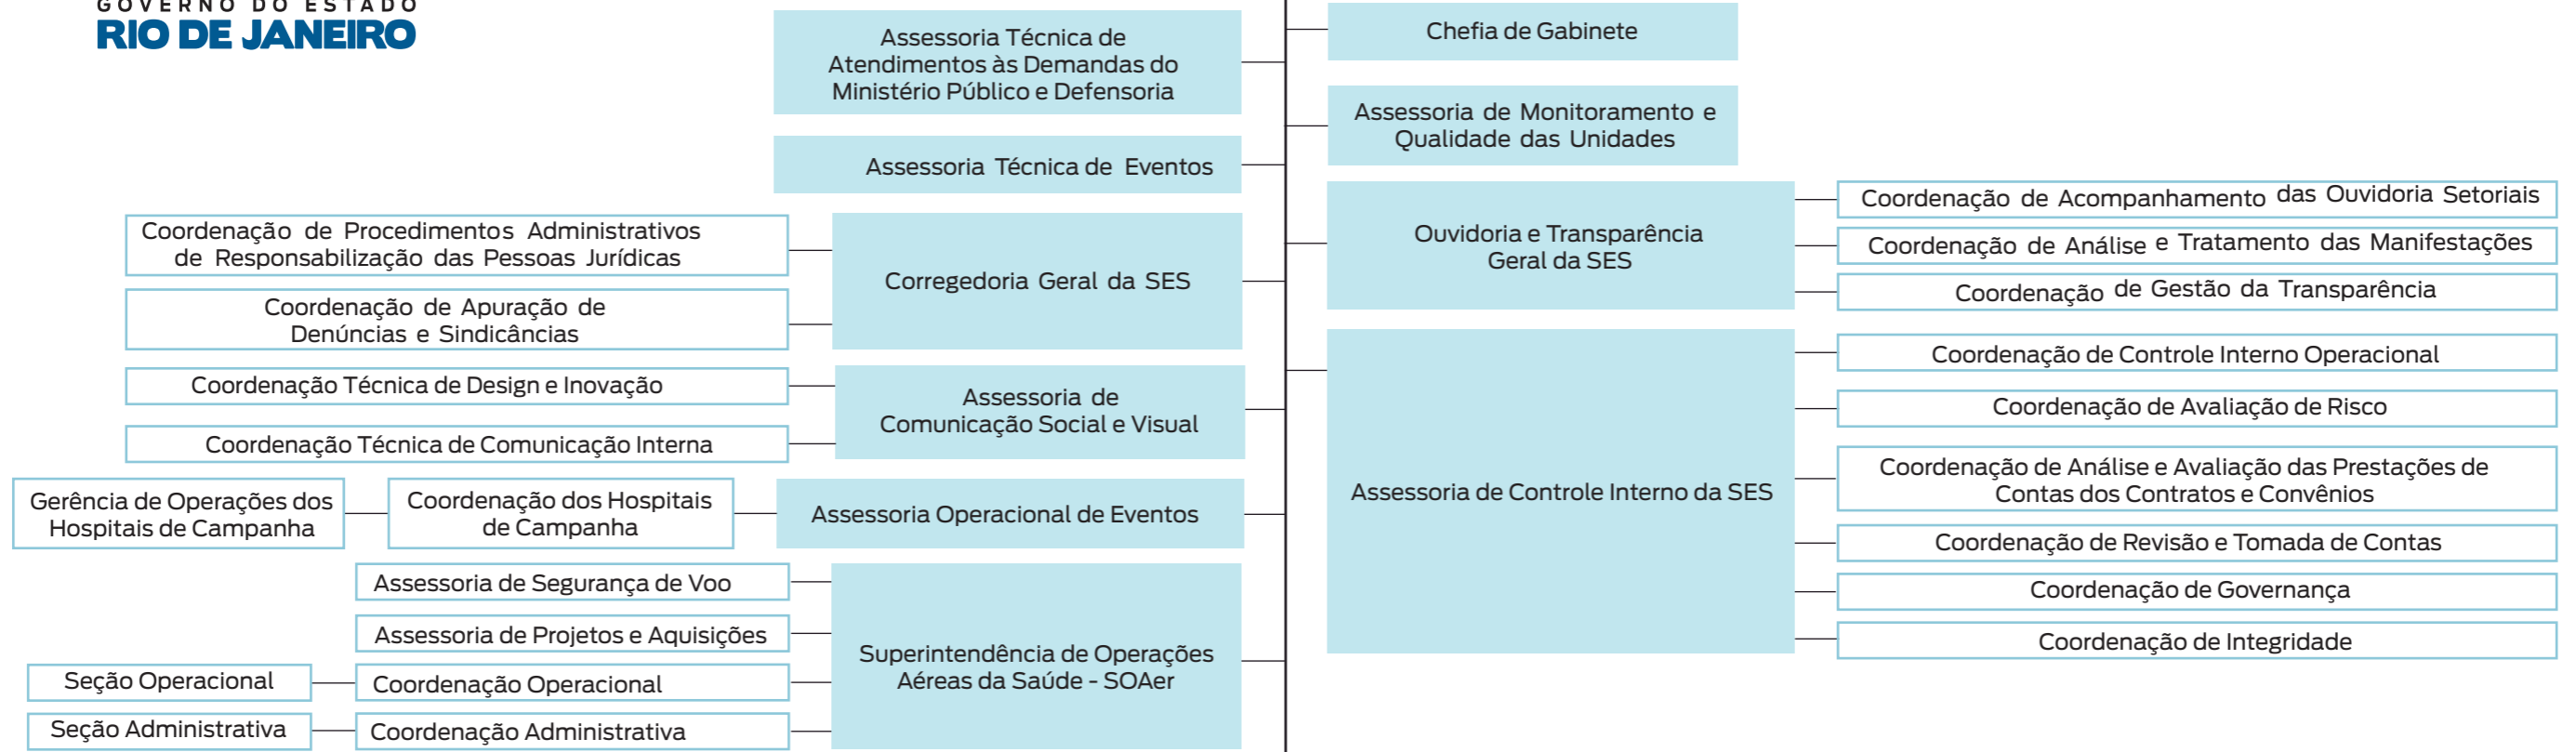 GOVERNO DO ESTADO
RIO DE JANEIRO
Assessoria Técnica de
Atendimentos às Demandas do
Ministério Público e Defensoria
Assessoria Técnica de Eventos
Coordenação de Procedimentos Administrativos
de Responsabilização das Pessoas Jurídicas
Coordenação de Apuração de
Denúncias e Sindicâncias
Corregedoria Geral da SES
Coordenação Técnica de Design e Inovação
Coordenação Técnica de Comunicação Interna
Assessoria de
Comunicação Social e Visual
Gerência de Operações dos
Hospitais de Campanha
Coordenação dos Hospitais
de Campanha
Assessoria Operacional de Eventos
Assessoria de Segurança de Voo
Assessoria de Projetos e Aquisições
Seção Operacional
Coordenação Operacional
Seção Administrativa
Coordenação Administrativa
Superintendência de Operações
Aéreas da Saúde - SOAer
Chefia de Gabinete
Assessoria de Monitoramento e
Qualidade das Unidades
Ouvidoria e Transparência
Geral da SES
Coordenação de Acompanhamento das Ouvidoria Setoriais
Coordenação de Análise e Tratamento das Manifestações
Coordenação de Gestão da Transparência
Assessoria de Controle Interno da SES
Coordenação de Controle Interno Operacional
Coordenação de Avaliação de Risco
Coordenação de Análise e Avaliação das Prestações de
Contas dos Contratos e Convênios
Coordenação de Revisão e Tomada de Contas
Coordenação de Governança
Coordenação de Integridade